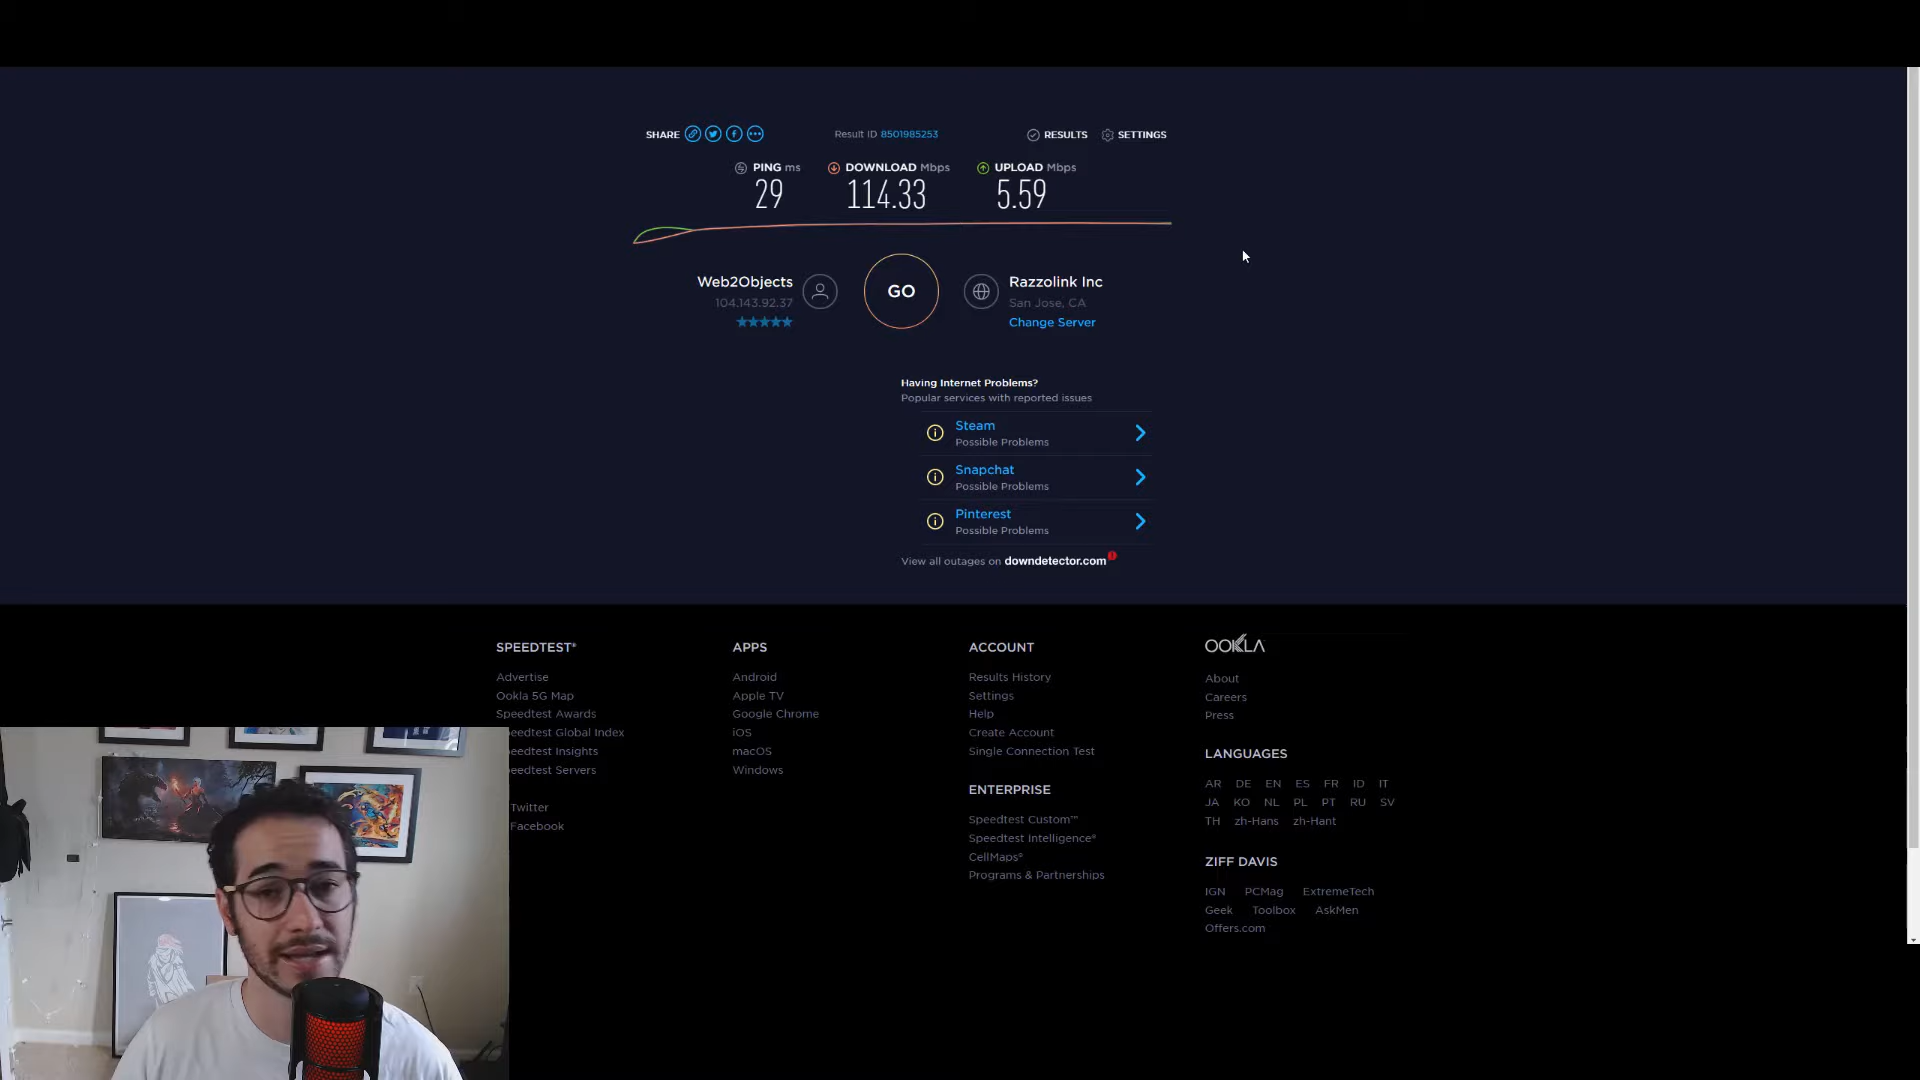 SHARE
Result ID 8501985253
RESULTS
SETTINGS
PING ms
DOWNLOAD Mbps
UPLOAD Mbps
29
114.33
5.59
Web2Objects
104.143.92.37
GO
Razzolink Inc
San Jose, CA
Change Server
Having Internet Problems?
Popular services with reported issues
Steam
Possible Problems
Snapchat
Possible Problems
Pinterest
Possible Problems
View all outages on downdetector.com
SPEEDTEST®
Advertise
Ookla 5G Map
Speedtest Awards
eedtest Global Index
eedtest Insights
eedtest Servers
Twitter
Facebook
APPS
Android
Apple TV
Google Chrome
iOS
macOS
Windows
ACCOUNT
Results History
Settings
Help
Create Account
Single Connection Test
ENTERPRISE
Speedtest Custom™
Speedtest Intelligence®
CellMaps®
Programs & Partnerships
OOKLA
About
Careers
Press
LANGUAGES
AR DE EN ES FR ID IT
JA KO NL PL PT RU SV
TH zh-Hans zh-Hant
ZIFF DAVIS
IGN PCMag ExtremeTech
Geek Toolbox AskMen
Offers.com